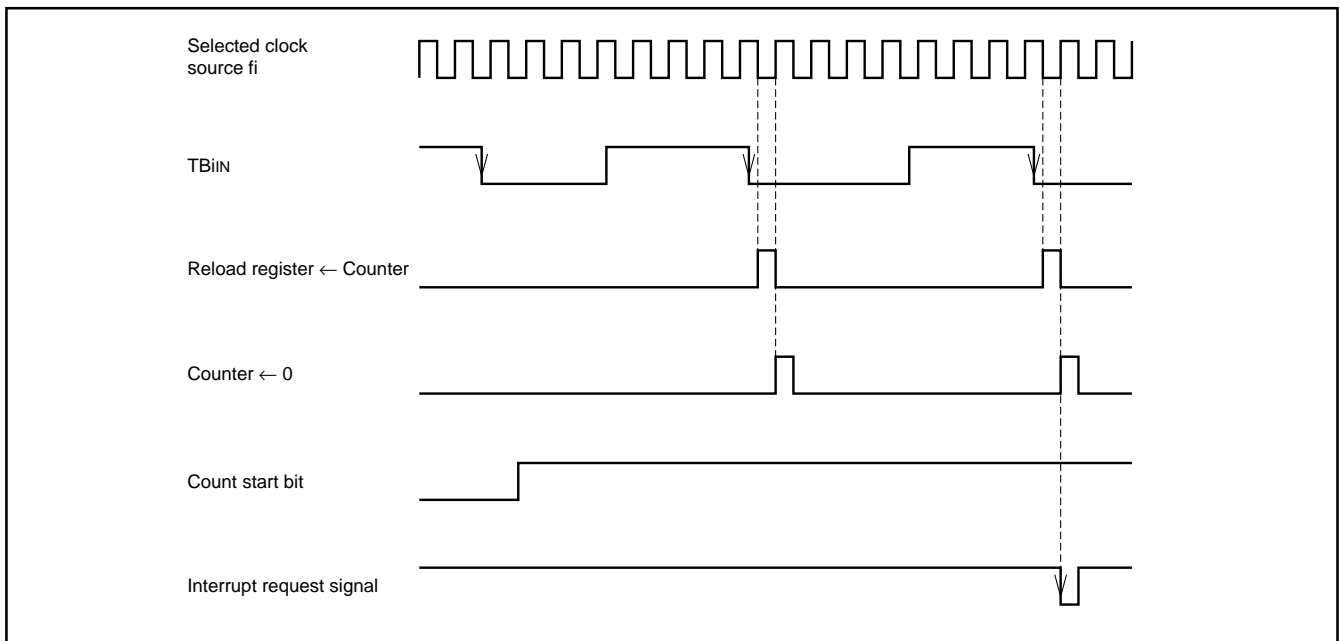 Selected clock
source fi
TBiIN
Reload register ← Counter
Counter ← 0
Count start bit
Interrupt request signal